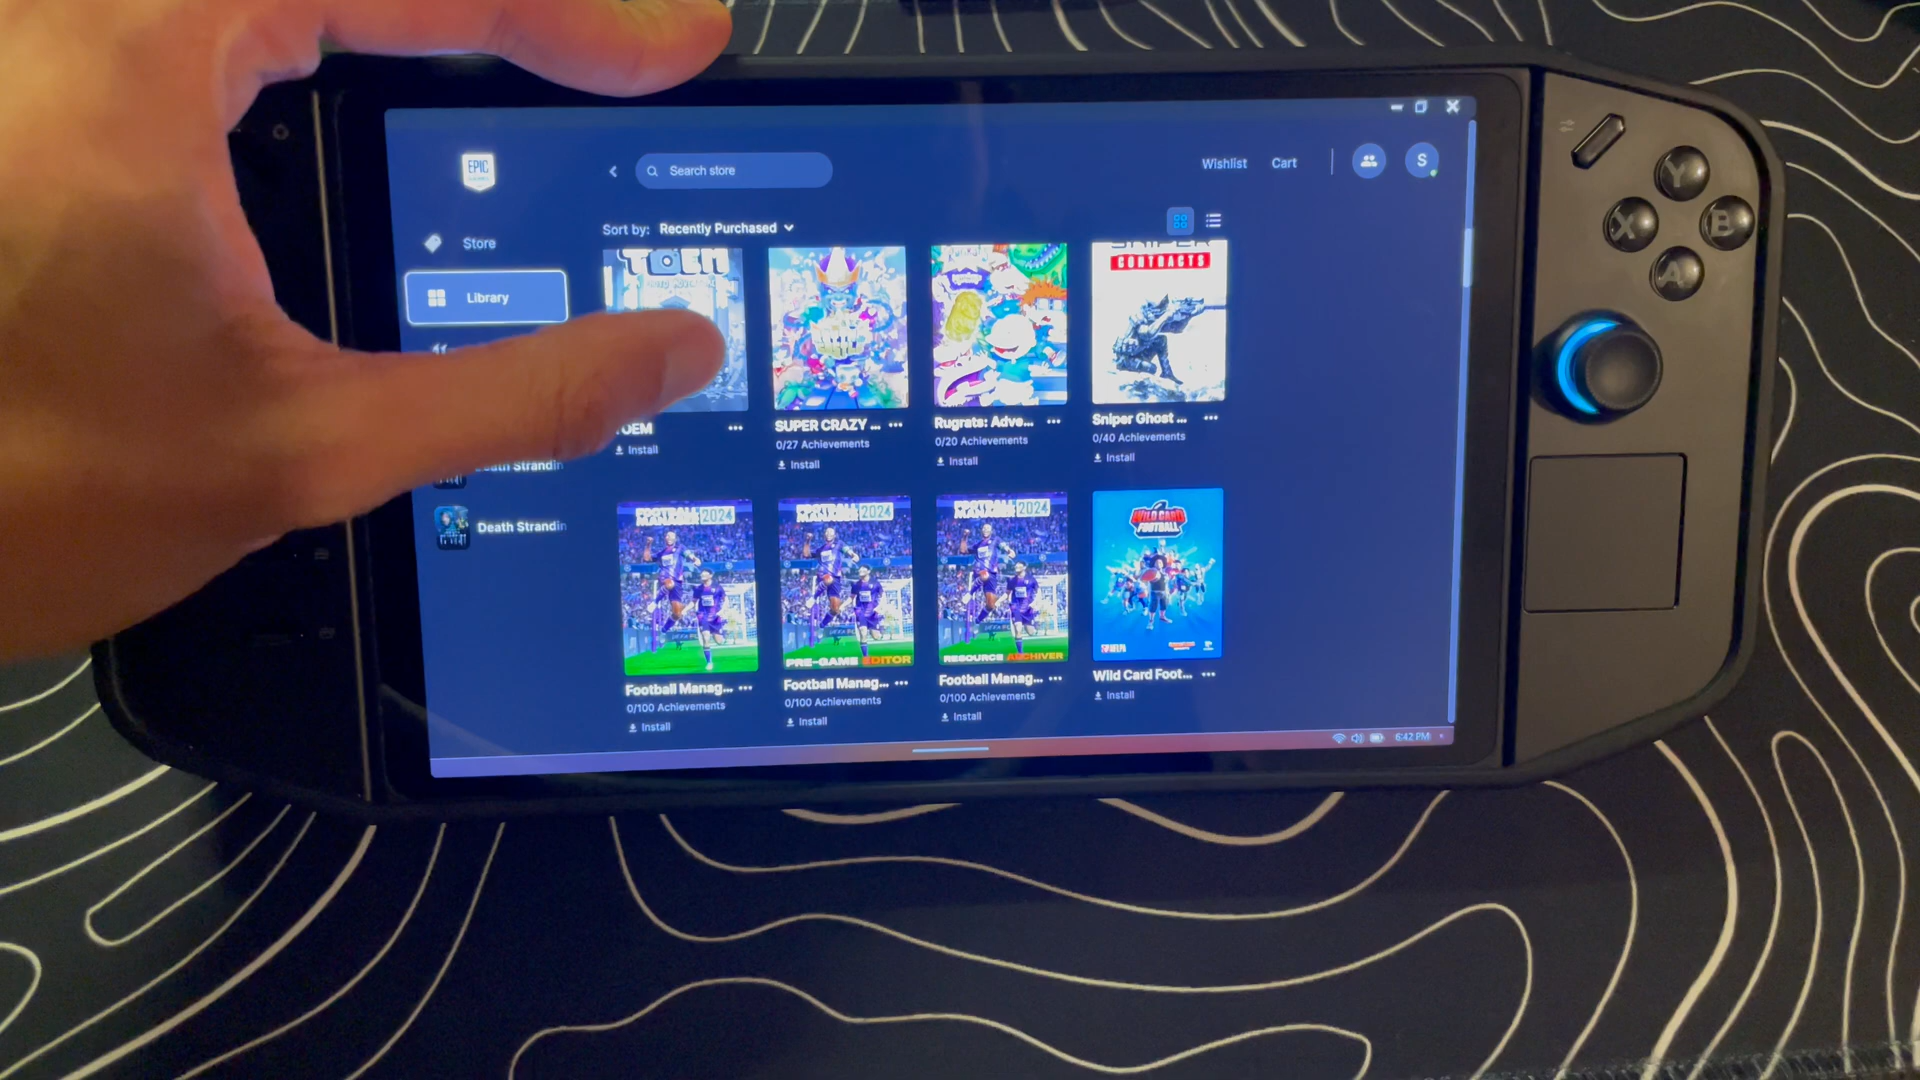 EPIC
Search store
Wishlist
Cart
S
Store
Sort by: Recently Purchased
Library
TOEM
CONTRACTS
TOEM
Install
SUPER CRAZY ...
0/27 Achievements
Install
Rugrats: Adve...
0/20 Achievements
Install
Sniper Ghost ...
0/40 Achievements
Install
Death Strandin
Death Strandin
FOOTBALL MANAGER 2024
FOOTBALL MANAGER 2024
PRE-GAME EDITOR
FOOTBALL MANAGER 2024
RESOURCE ARCHIVER
WILD CARD FOOTBALL
Football Manag...
0/100 Achievements
Install
Football Manag...
0/100 Achievements
Install
Football Manag...
0/100 Achievements
Install
Wild Card Foot...
Install
6:42 PM
Y
X
B
A